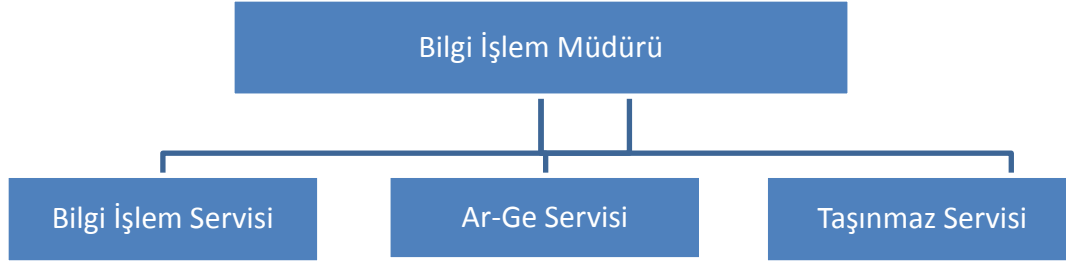 Bilgi İşlem Müdürü
Bilgi İşlem Servisi
Ar-Ge Servisi
Taşınmaz Servisi